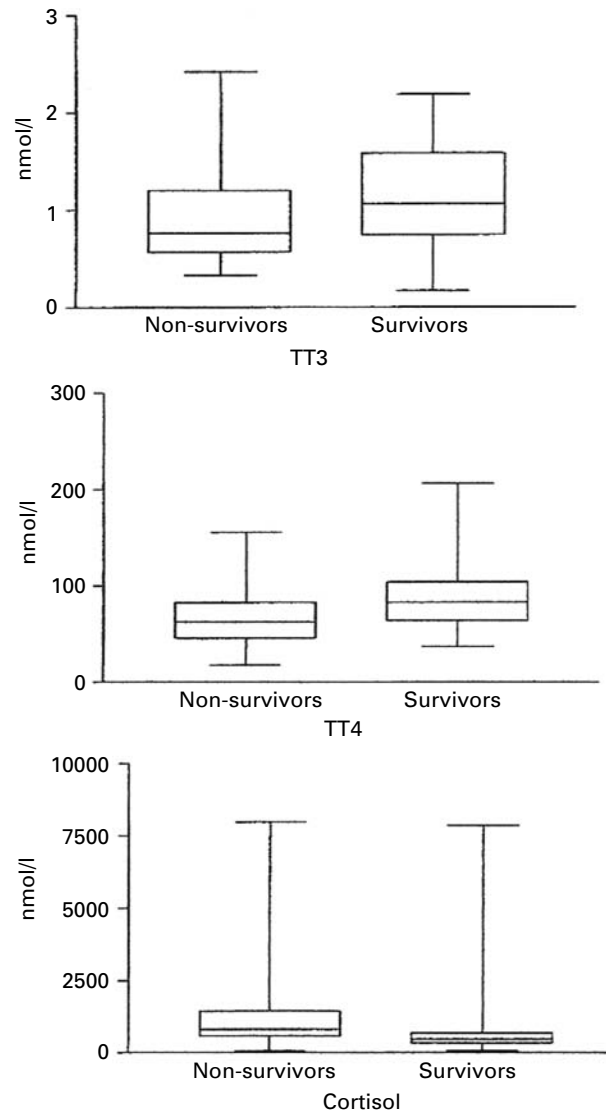 3
2
nmol/l
1
0
Non-survivors Survivors
TT3
300
200
nmol/l
100
0
Non-survivors Survivors
TT4
10000
7500
nmol/l
5000
2500
0
Non-survivors Survivors
Cortisol